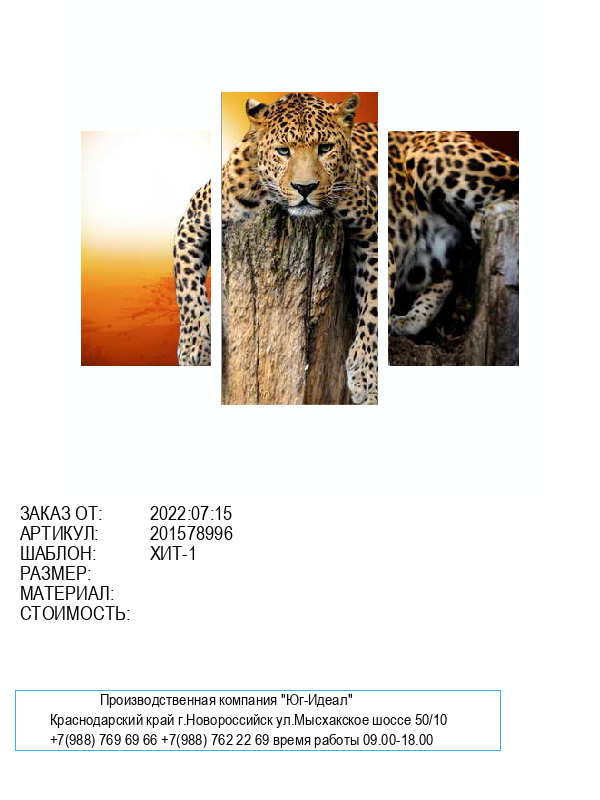 ЗАКАЗ ОТ: 2022:07:15
АРТИКУЛ: 201578996
ШАБЛОН: ХИТ-1
РАЗМЕР:
МАТЕРИАЛ:
СТОИМОСТЬ:
Производственная компания "Юг-Идеал"
Краснодарский край г.Новороссийск ул.Мысхакское шоссе 50/10
+7(988) 769 69 66 +7(988) 762 22 69 время работы 09.00-18.00